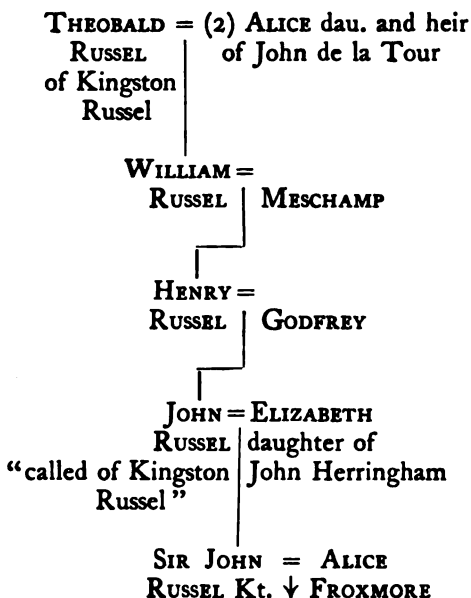 THEOBALD = (2) ALICE dau. and heir
RUSSEL of John de la Tour
of Kingston
Russel
WILLIAM =
RUSSEL MESCHAMP
HENRY =
RUSSEL GODFREY
JOHN = ELIZABETH
RUSSEL daughter of
“called of Kingston John Herringham
Russel”
SIR JOHN = ALICE
RUSSEL Kt. ↓ FROXMORE